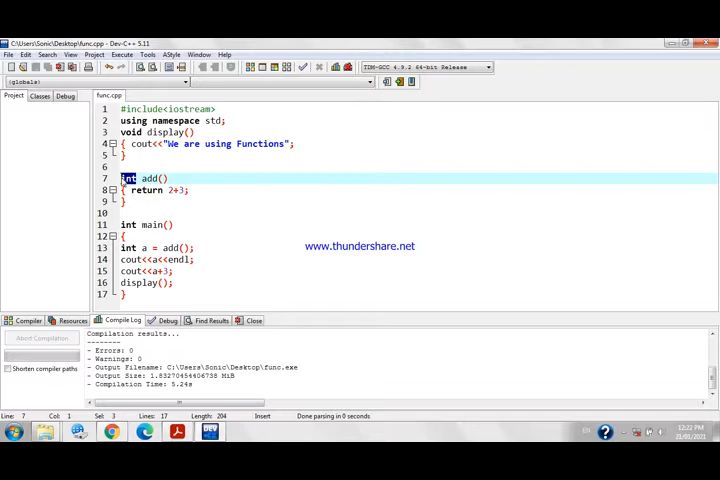 C:\Users\Sonic\Desktop\func.cpp - Dev-C++ 5.11
File Edit Search View Project Execute Tools AStyle Window Help
TDM-GCC 4.9.2 64-bit Release
(globals)
Project Classes Debug
func.cpp
1 #include<iostream>
2 using namespace std;
3 void display()
4 { cout<<"We are using Functions";
5 }
6
7 int add()
8 { return 2+3;
9 }
10
11 int main()
12 {
13 int a = add();
14 cout<<a<<endl;
15 cout<<a+3;
16 display();
17 }
www.thundershare.net
Compiler Resources Compile Log Debug Find Results Close
Abort Compilation
Shorten compiler paths
Compilation results...
--------
- Errors: 0
- Warnings: 0
- Output Filename: C:\Users\Sonic\Desktop\func.exe
- Output Size: 1.83270454406738 MiB
- Compilation Time: 5.24s
Line: 7 Col: 1 Sel: 3 Lines: 17 Length: 204 Insert Done parsing in 0 seconds
DEV
EN
12:22 PM
21/01/2021